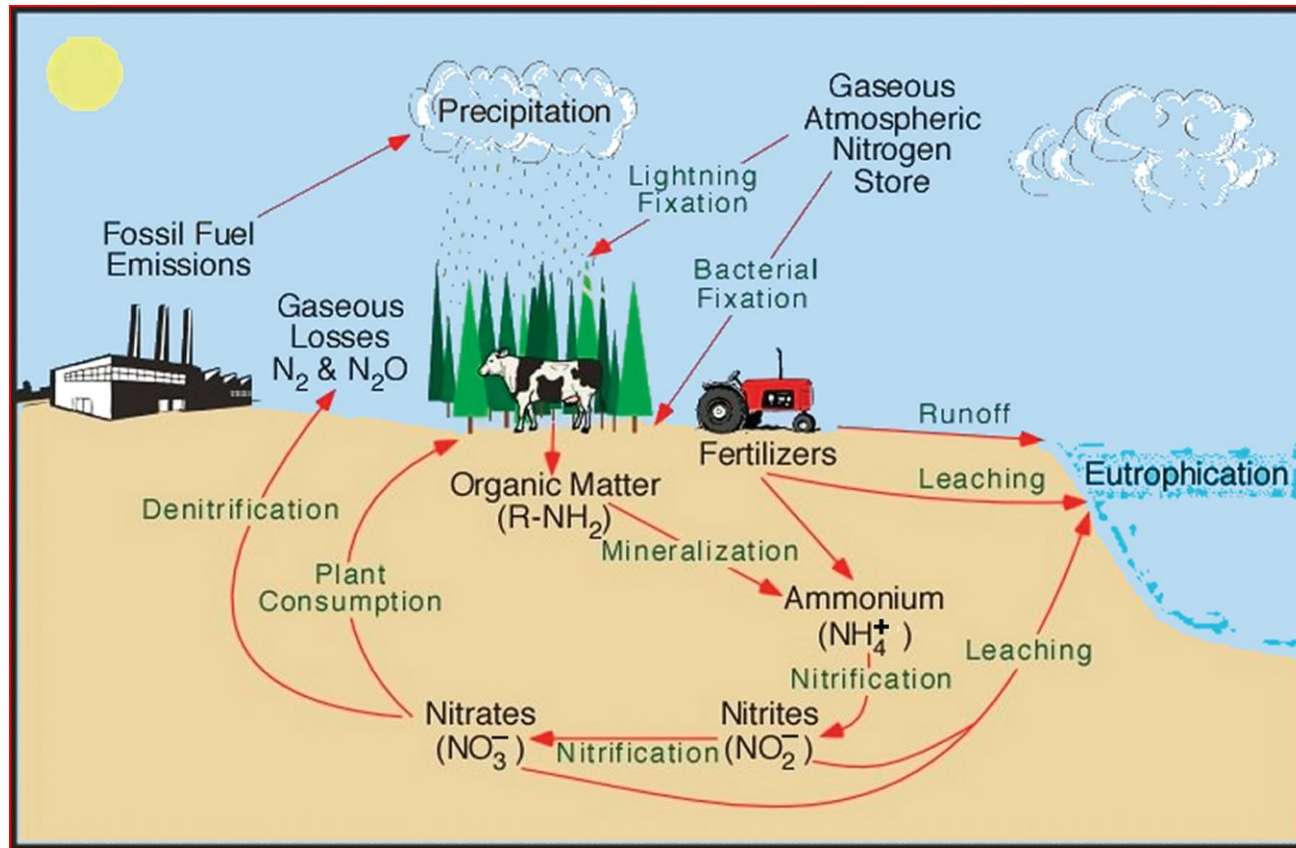 Precipitation
Gaseous
Atmospheric
Nitrogen
Store
Lightning
Fixation
Fossil Fuel
Emissions
Bacterial
Fixation
Gaseous
Losses
N₂ & N₂O
Runoff
Fertilizers
Eutrophication
Leaching
Organic Matter
(R-NH₂)
Denitrification
Mineralization
Plant
Consumption
Ammonium
(NH₄⁺)
Leaching
Nitrification
Nitrates
(NO₃⁻)
Nitrification
Nitrites
(NO₂⁻)